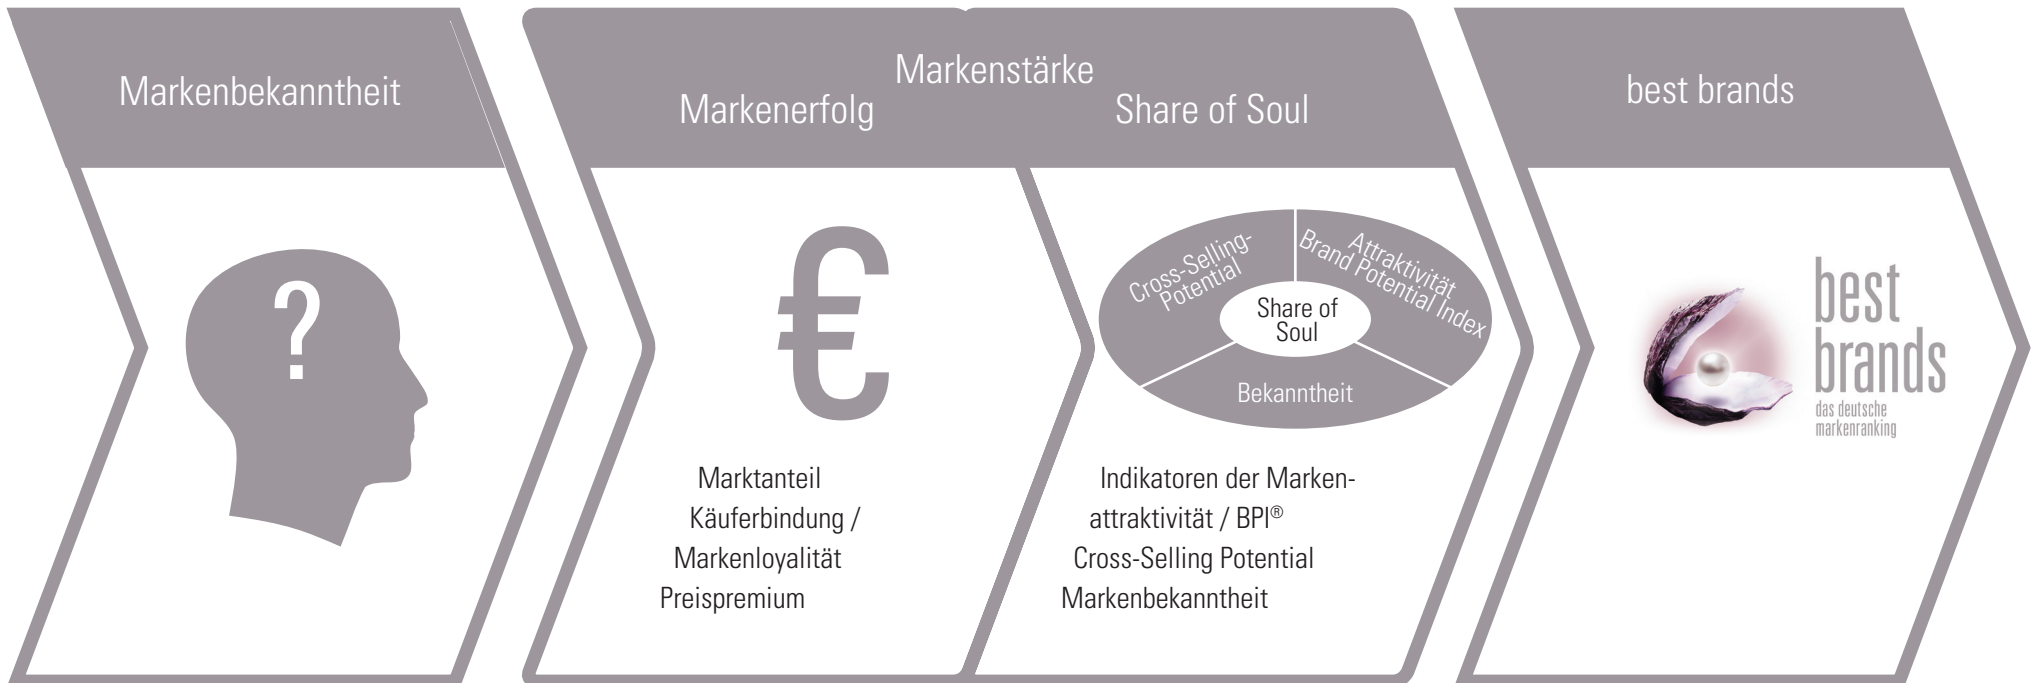 Markenbekanntheit
?
Markenstärke
Markenerfolg
Share of Soul
€
Marktanteil
Käuferbindung /
Markenloyalität
Preispremium
Cross-Selling-
Potential
Attraktivität
Brand Potential Index
Share of
Soul
Bekanntheit
Indikatoren der Marken-
attraktivität / BPI®
Cross-Selling Potential
Markenbekanntheit
best brands
best
brands
das deutsche
markenranking